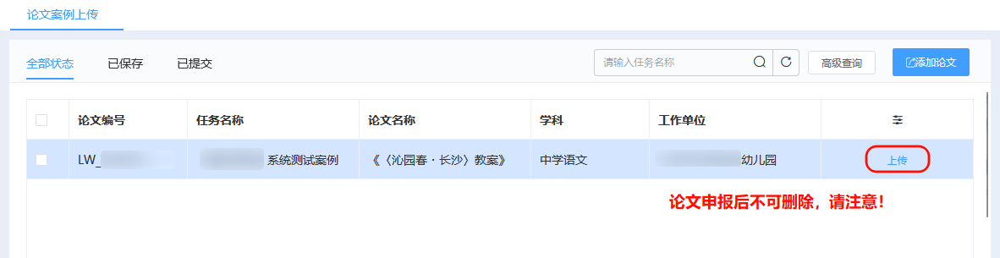 论文案例上传
全部状态 已保存 已提交 请输入任务名称 高级查询 添加论文
论文编号 任务名称 论文名称 学科 工作单位
LW_ 系统测试案例 《〈沁园春·长沙〉教案》 中学语文 幼儿园 上传
论文申报后不可删除，请注意！